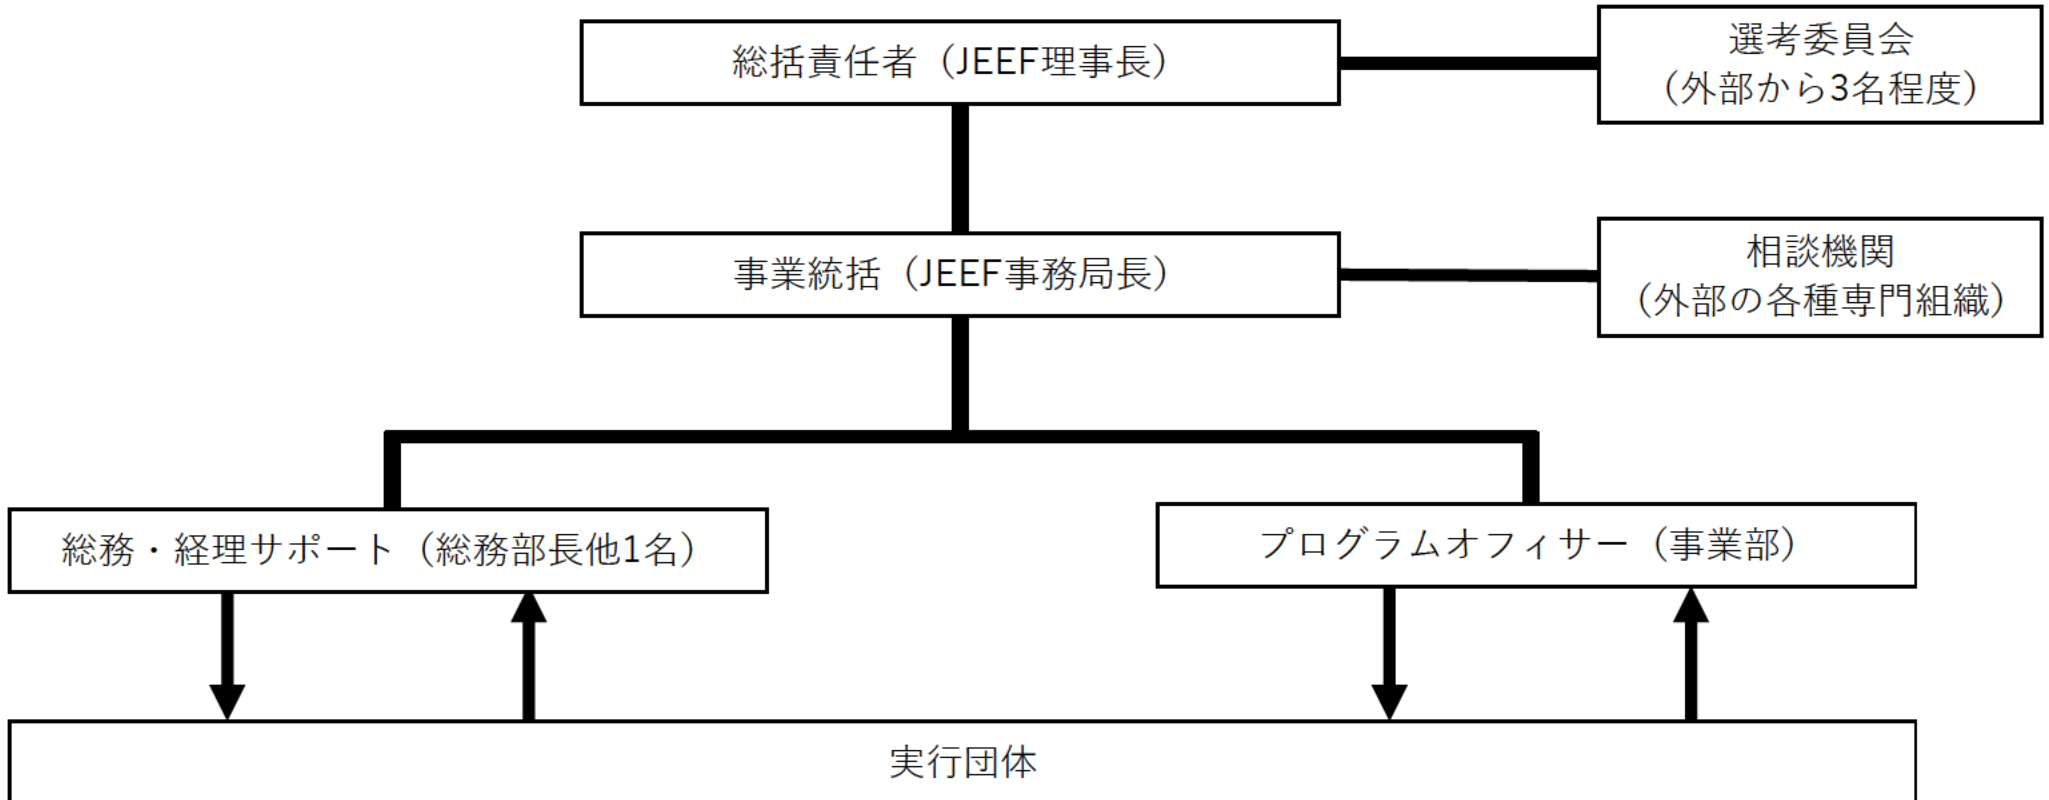 総括責任者（JEEF理事長）
選考委員会
（外部から3名程度）
事業統括（JEEF事務局長）
相談機関
（外部の各種専門組織）
総務・経理サポート（総務部長他1名）
プログラムオフィサー（事業部）
実行団体